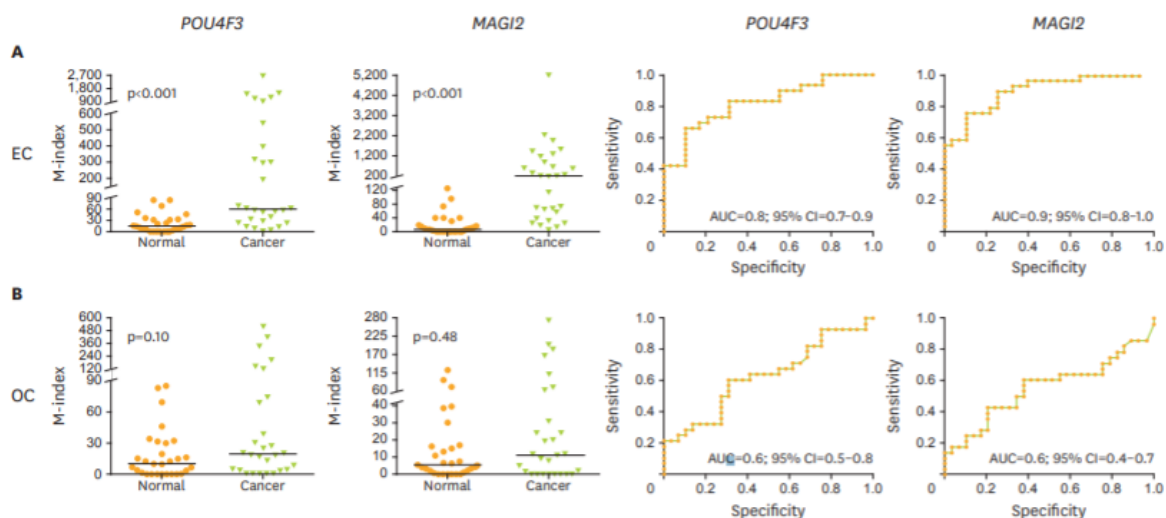 POU4F3 MAGI2 POU4F3 MAGI2
A
EC
M-index
2,700
1,800
900
600
500
400
300
200
90
60
30
0
p<0.001
Normal Cancer
M-index
5,200
4,200
3,200
2,200
1,200
200
120
80
60
40
20
0
p<0.001
Normal Cancer
Sensitivity
1.0
0.8
0.6
0.4
0.2
AUC=0.8; 95% CI=0.7–0.9
0 0.2 0.4 0.6 0.8 1.0
Specificity
Sensitivity
1.0
0.8
0.6
0.4
0.2
AUC=0.9; 95% CI=0.8–1.0
0 0.2 0.4 0.6 0.8 1.0
Specificity
B
OC
M-index
600
480
360
240
120
90
60
30
0
p=0.10
Normal Cancer
M-index
280
225
170
115
60
40
30
20
10
0
p=0.48
Normal Cancer
Sensitivity
1.0
0.8
0.6
0.4
0.2
AUC=0.6; 95% CI=0.5–0.8
0 0.2 0.4 0.6 0.8 1.0
Specificity
Sensitivity
1.0
0.8
0.6
0.4
0.2
AUC=0.6; 95% CI=0.4–0.7
0 0.2 0.4 0.6 0.8 1.0
Specificity